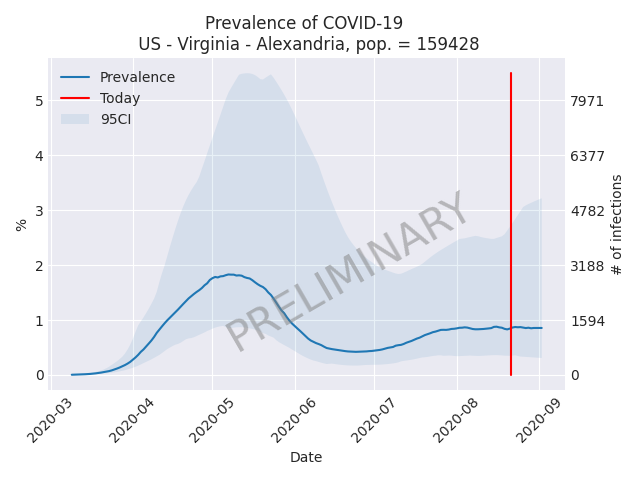 Prevalence of COVID-19
US - Virginia - Alexandria, pop. = 159428
Prevalence
Today
95CI
5
4
3
2
1
0
%
7971
6377
4782
3188
1594
0
# of infections
PRELIMINARY
2020-03
2020-04
2020-05
2020-06
2020-07
2020-08
2020-09
Date